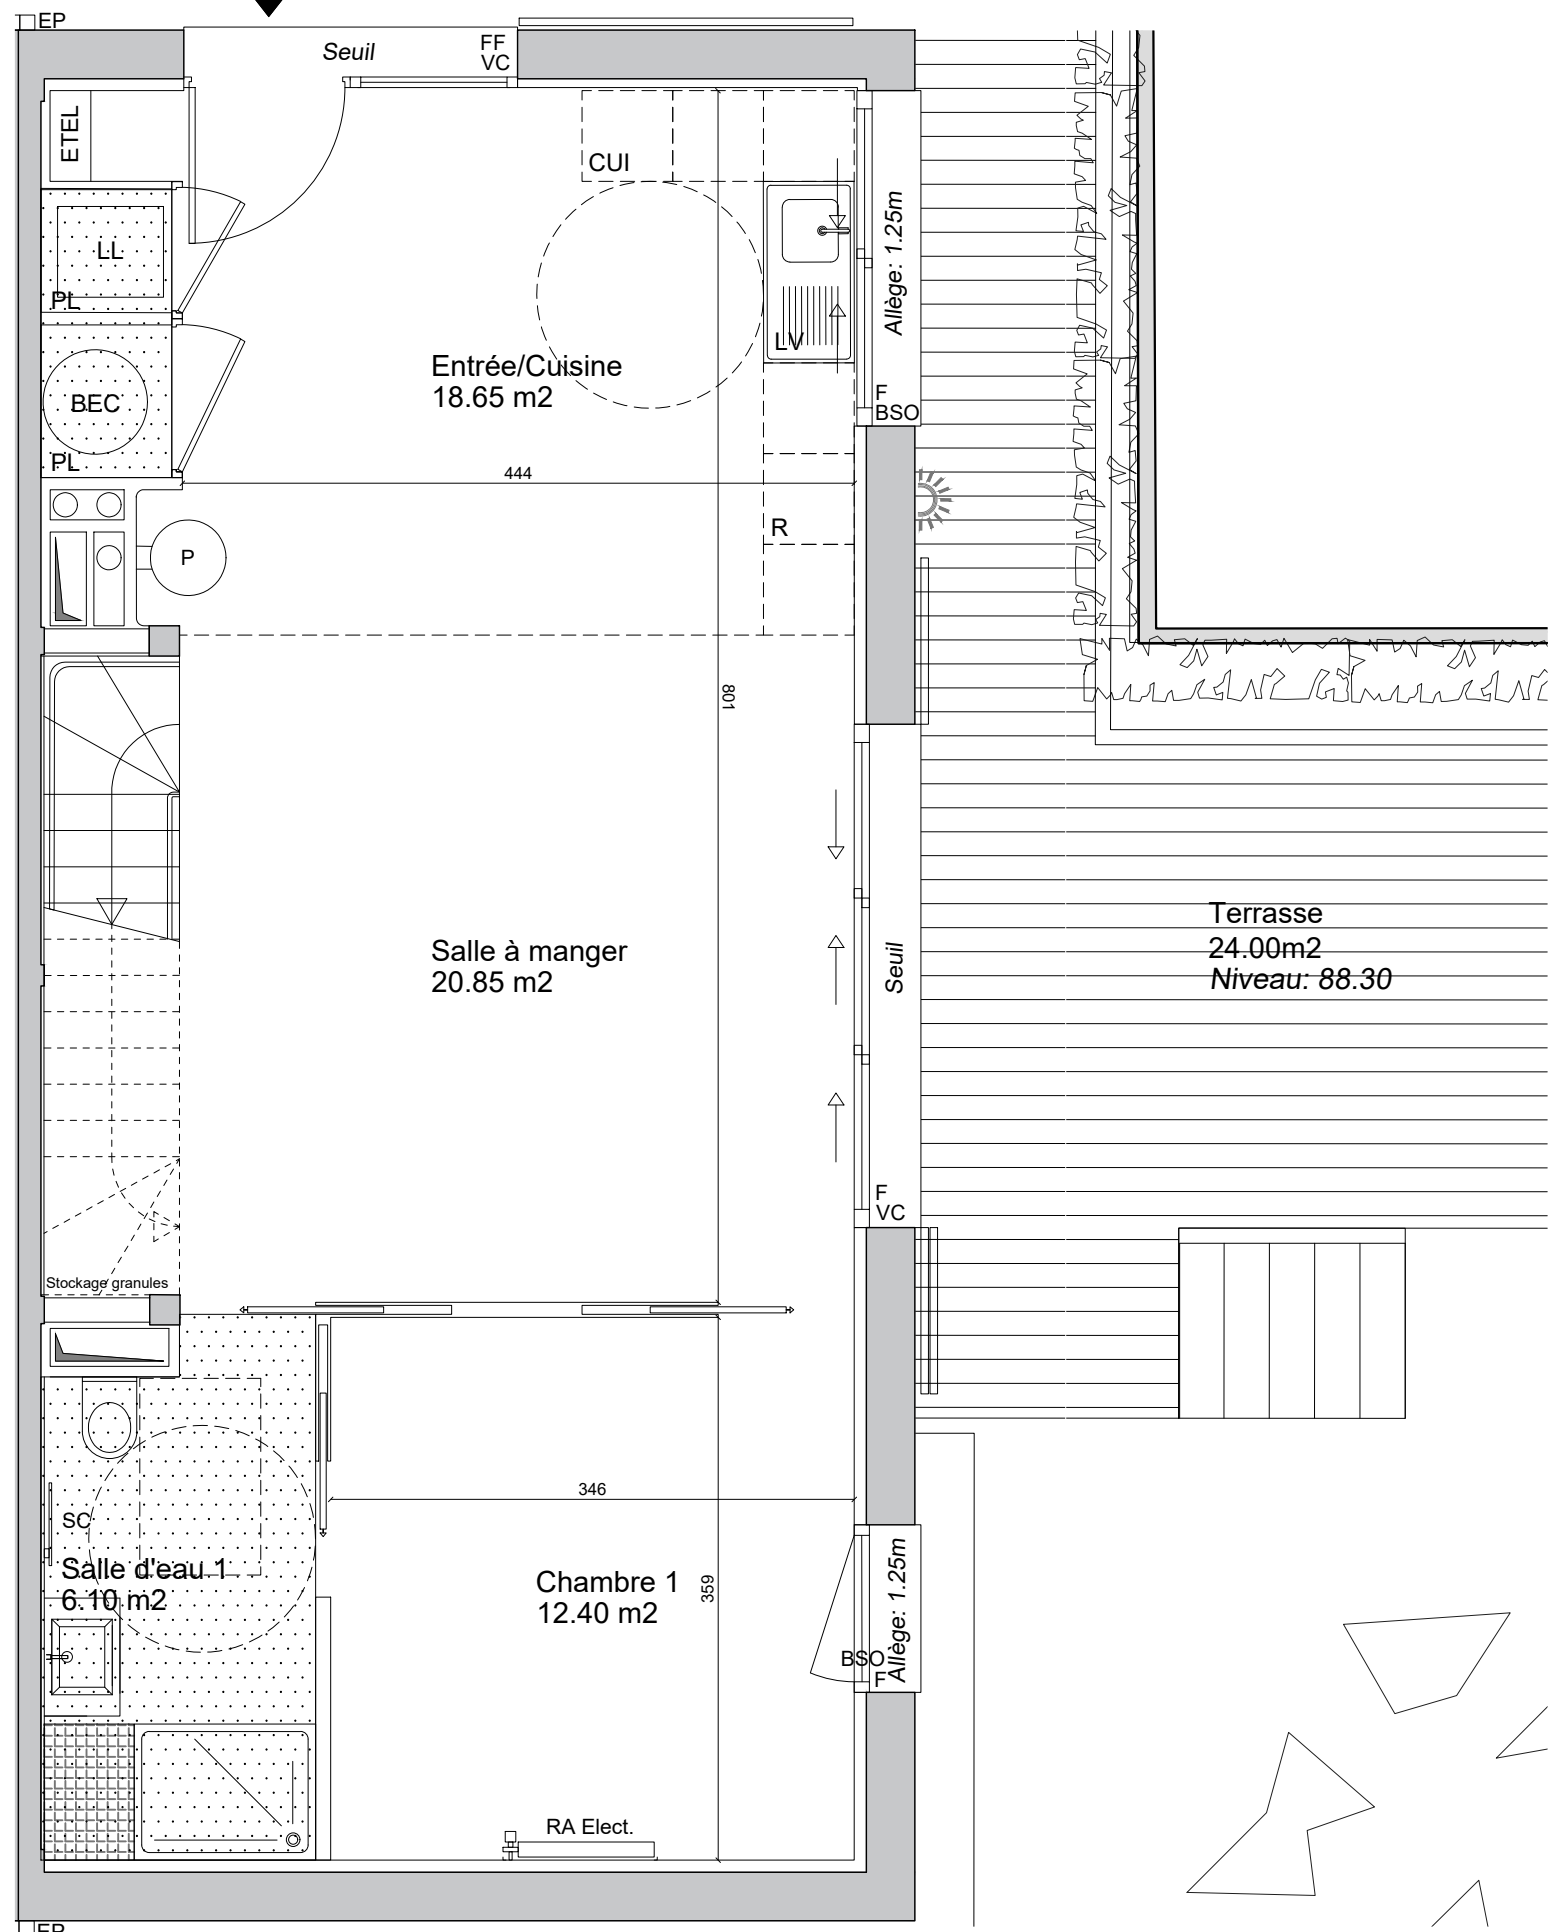 EP
Seuil
FF
VC
ETEL
CUI
LL
PL
Allège: 1.25m
LV
Entrée/Cuisine
18.65 m2
F
BSO
BEC
PL
444
R
P
801
Salle à manger
20.85 m2
Seuil
Terrasse
24.00m2
Niveau: 88.30
F
VC
Stockage granules
346
SC
Salle d'eau 1
6.10 m2
Chambre 1
12.40 m2
359
Allège: 1.25m
BSO
F
RA Elect.
EP